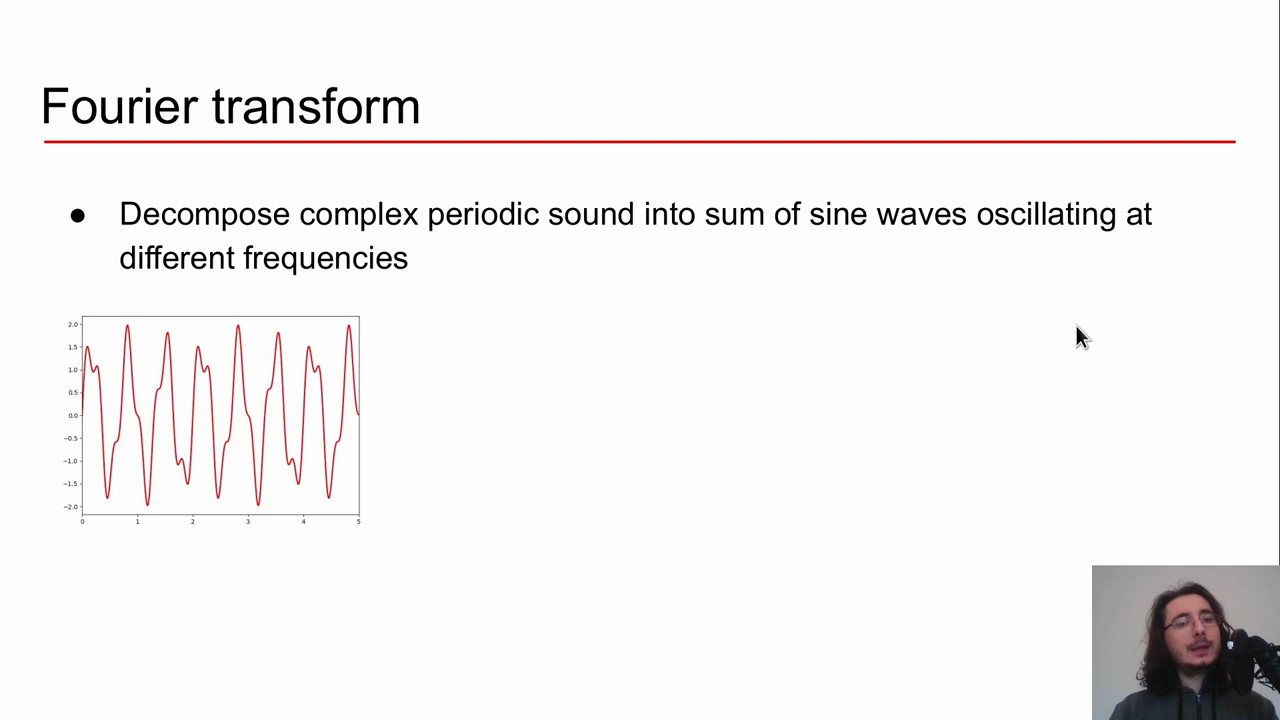 Fourier transform
● Decompose complex periodic sound into sum of sine waves oscillating at
different frequencies
2.0
1.5
1.0
0.5
0.0
−0.5
−1.0
−1.5
−2.0
0 1 2 3 4 5